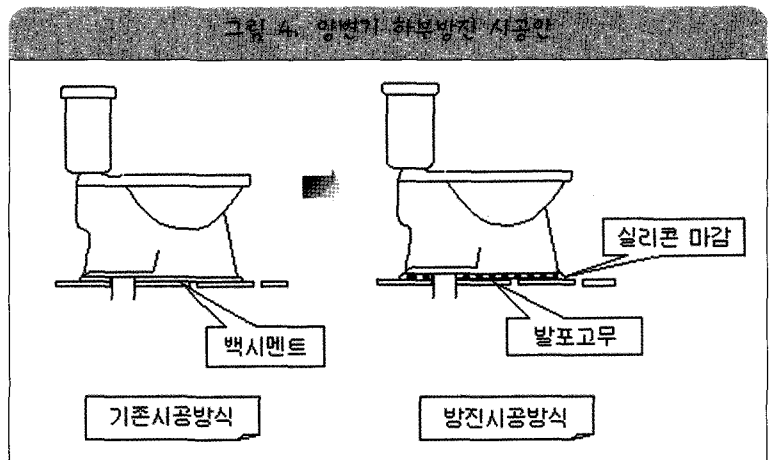 그림 4. 양변기 하부방진 시공안
실리콘 마감
백시멘트
발포고무
기존시공방식
방진시공방식